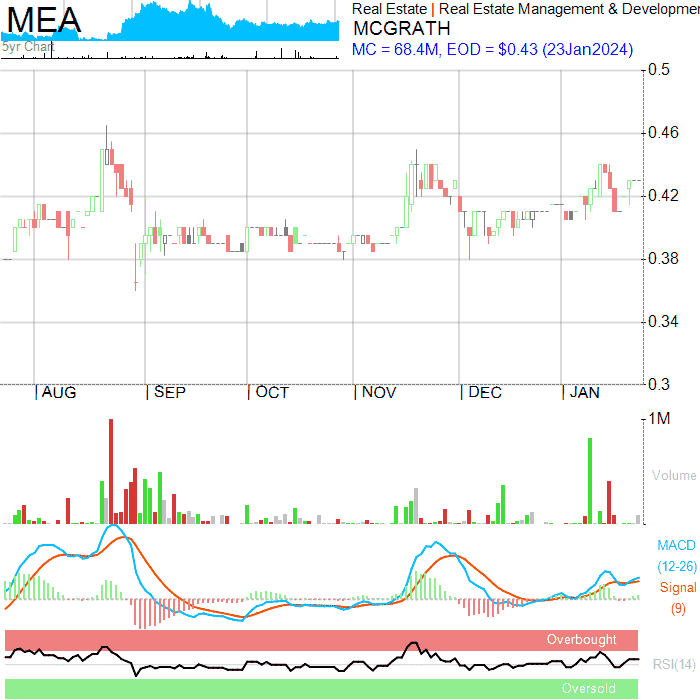 MEA
5yr Chart
Real Estate | Real Estate Management & Developmen
MCGRATH
MC = 68.4M, EOD = $0.43 (23Jan2024)
0.5
0.46
0.42
0.38
0.34
0.3
AUG SEP OCT NOV DEC JAN
1M
Volume
MACD
(12-26)
Signal
(9)
Overbought
RSI(14)
Oversold